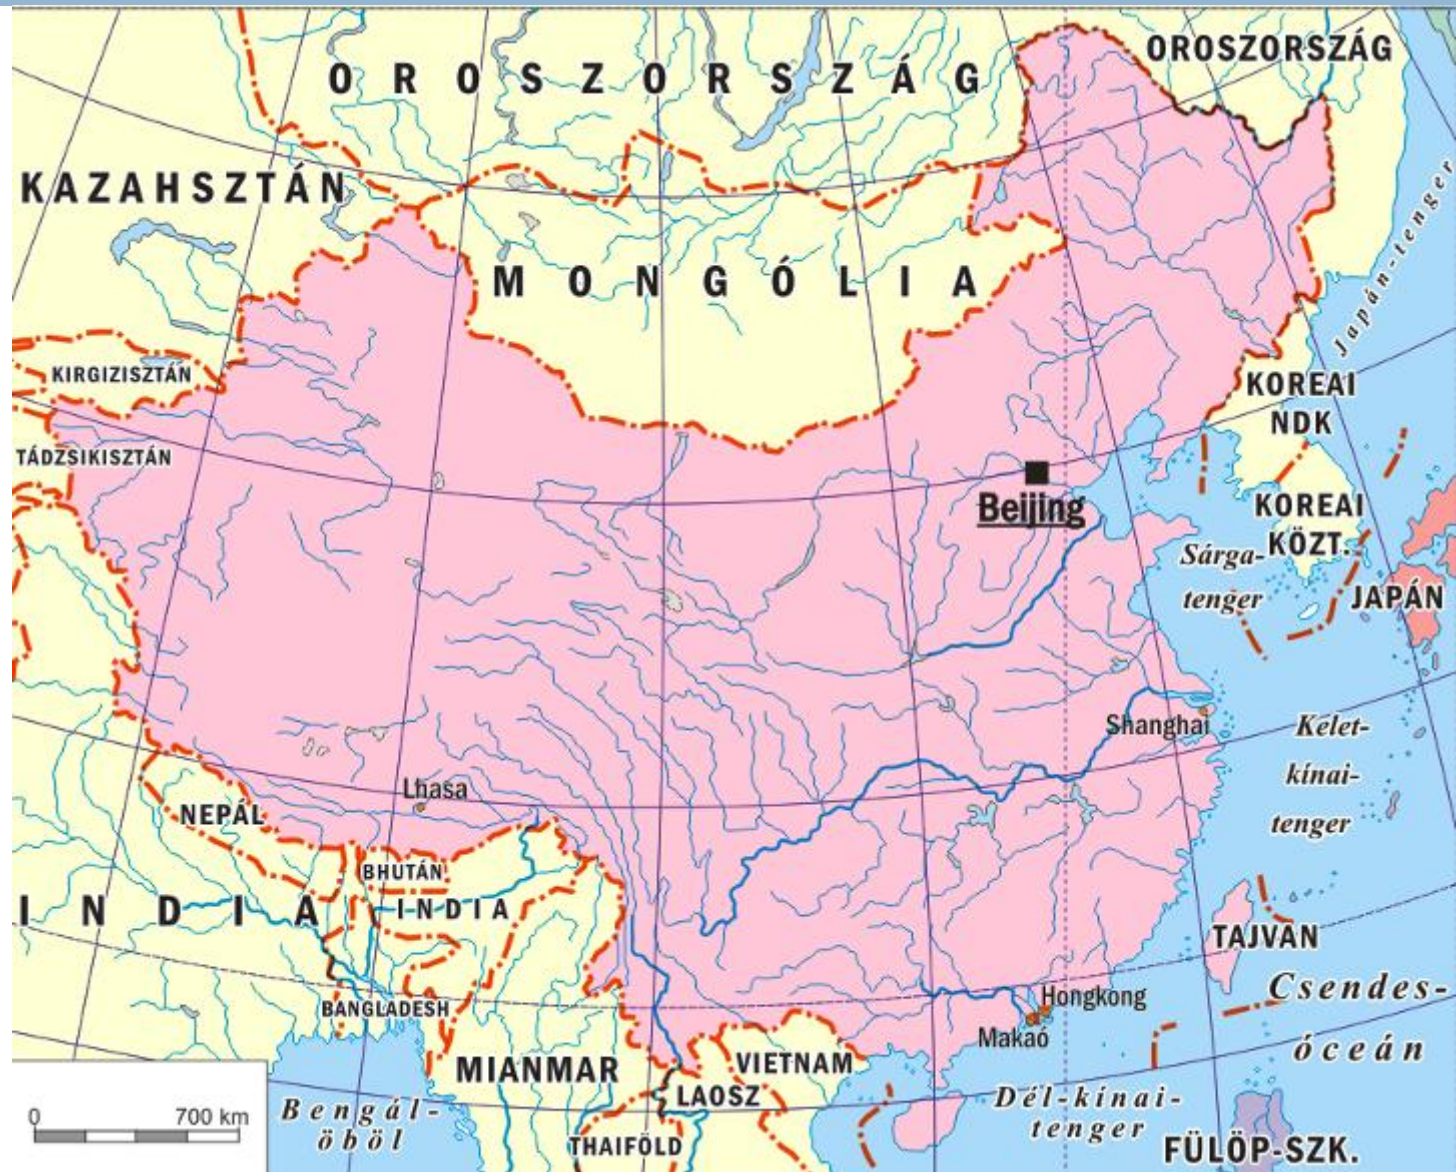 OROSZORSZÁG
OROSZORSZÁG
KAZAHSZTÁN
Japán-tenger
MONGÓLIA
KIRGIZISZTÁN
KOREAI
NDK
TÁDZSIKISZTÁN
Beijing
KOREAI
KÖZT.
Sárga-
tenger
JAPÁN
Shanghai
Kelet-
kínai-
tenger
Lhasa
NEPÁL
BHUTÁN
INDIA
INDIA
TAJVAN
Csendes-
óceán
Hongkong
Makaó
BANGLADESH
MIANMAR
VIETNAM
LAOSZ
0 700 km
Bengál-
öböl
Dél-kínai-
tenger
THAIFÖLD
FÜLÖP-SZK.